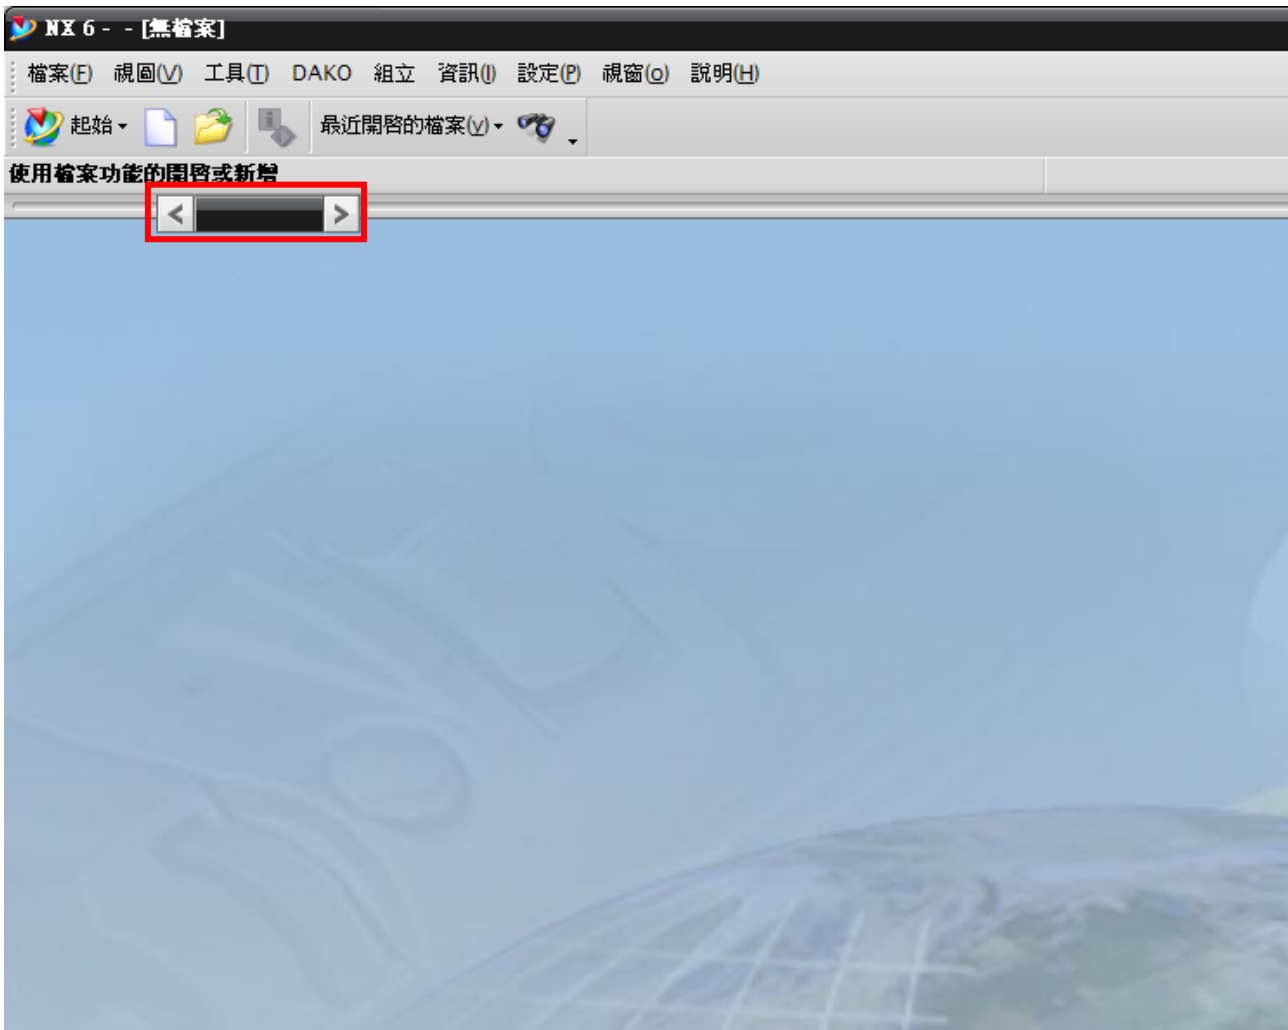 NX 6 - - [無檔案]
檔案(F) 視圖(V) 工具(T) DAKO 組立 資訊(I) 設定(P) 視窗(o) 說明(H)
起始 最近開啓的檔案(y)
使用檔案功能的開啓或新增